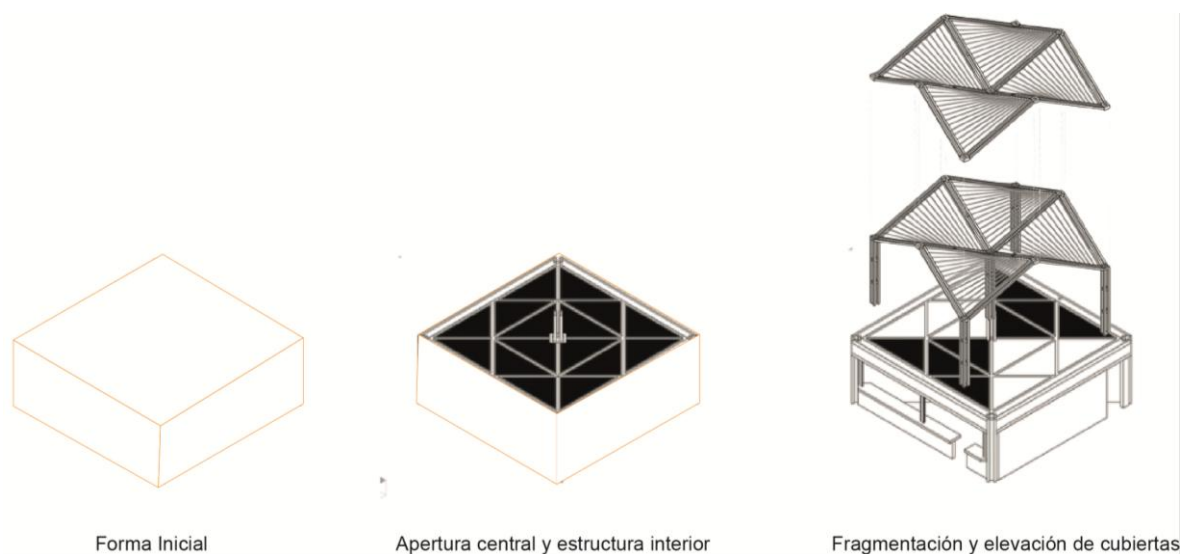 Forma Inicial
Apertura central y estructura interior
Fragmentación y elevación de cubiertas